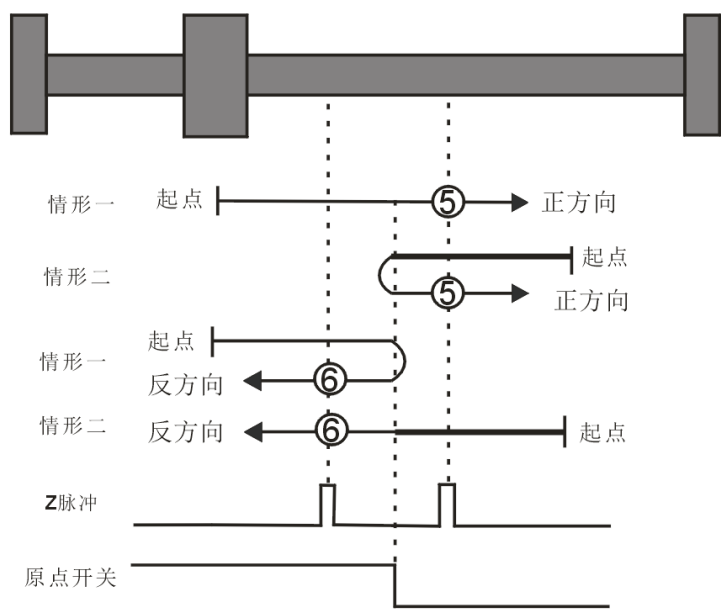 情形一 起点 ⑤ 正方向
情形二 起点
⑤ 正方向
情形一 起点
反方向 ⑥
情形二 反方向 ⑥ 起点
Z脉冲
原点开关